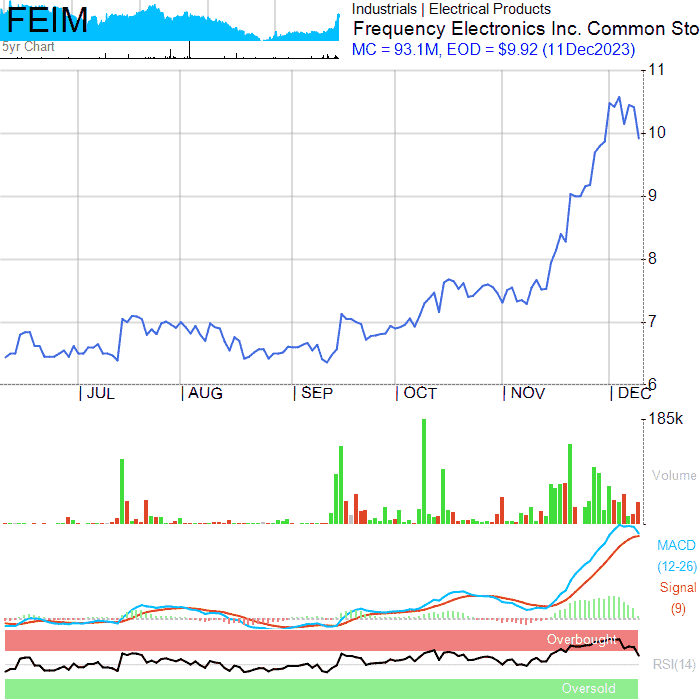 FEIM
5yr Chart
Industrials | Electrical Products
Frequency Electronics Inc. Common Sto
MC = 93.1M, EOD = $9.92 (11Dec2023)
11
10
9
8
7
6
JUL AUG SEP OCT NOV DEC
185k
Volume
MACD
(12-26)
Signal
(9)
Overbought
RSI(14)
Oversold